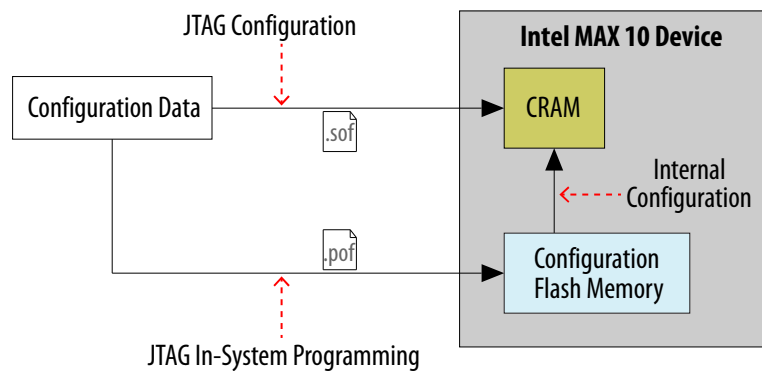 JTAG Configuration
Intel MAX 10 Device
Configuration Data
.sof
CRAM
Internal
Configuration
.pof
Configuration
Flash Memory
JTAG In-System Programming